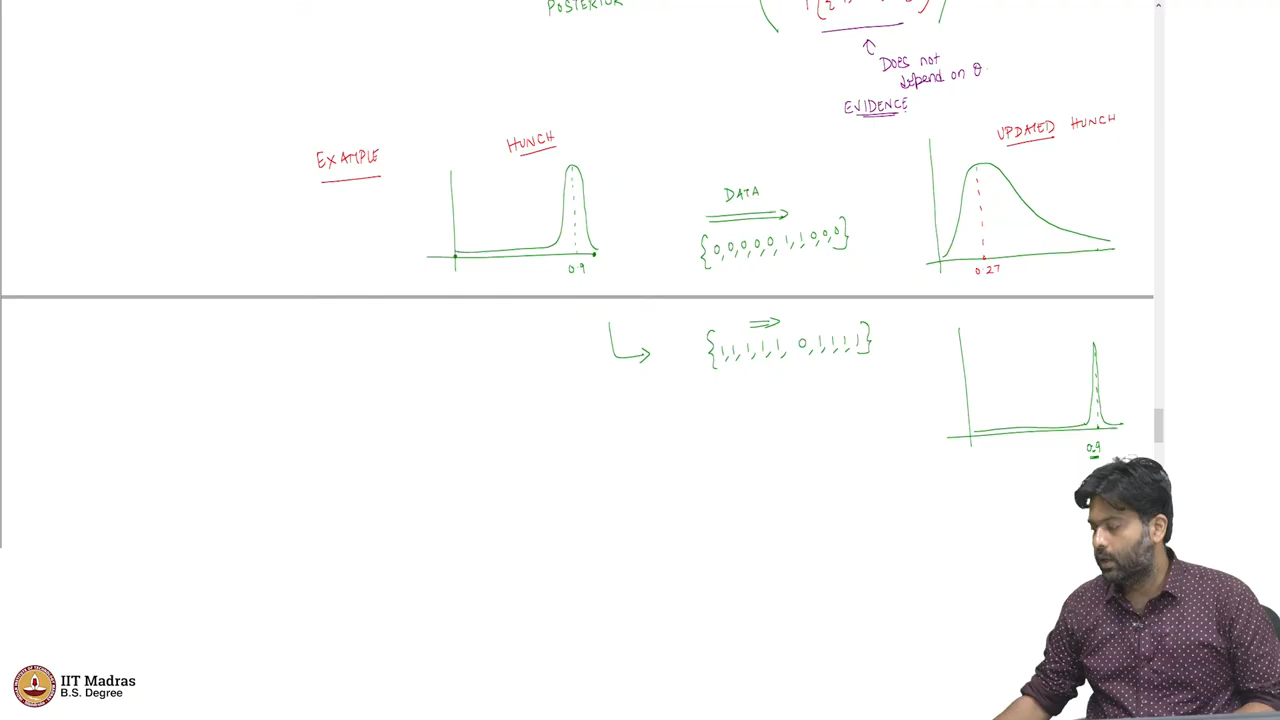 POSTERIOR
Does not
depend on θ
EVIDENCE
EXAMPLE
HUNCH
DATA
UPDATED HUNCH
{0,0,0,0,0,1,1,0,0,0}
0.9
0.27
{1,1,1,1,1,0,1,1,1,1}
0.9
IIT Madras
B.S. Degree